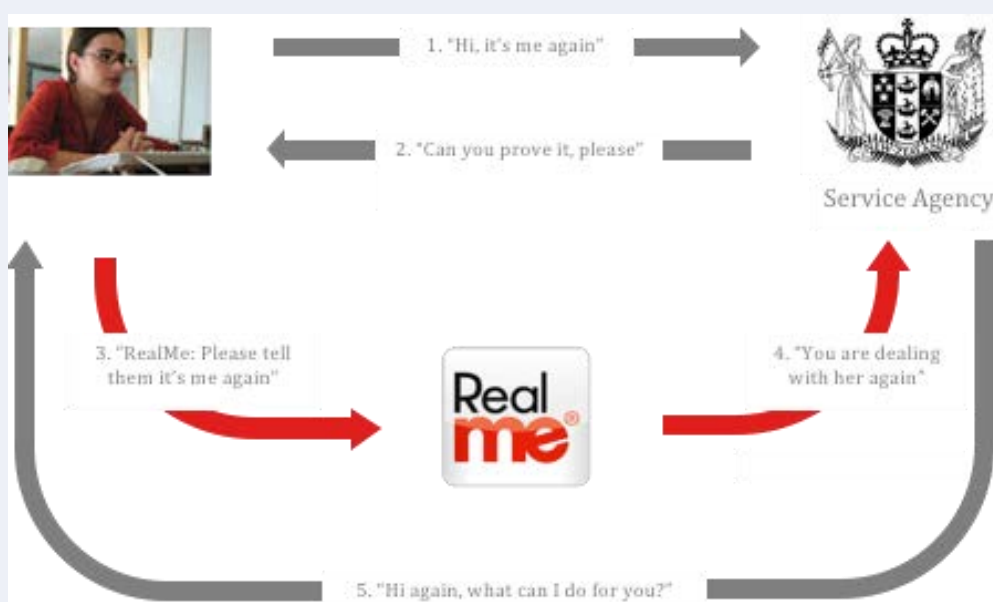 1. "Hi, it's me again"
2. "Can you prove it, please"
Service Agency
3. "RealMe: Please tell
them it's me again"
4. "You are dealing
with her again"
Real
me®
5. "Hi again, what can I do for you?"